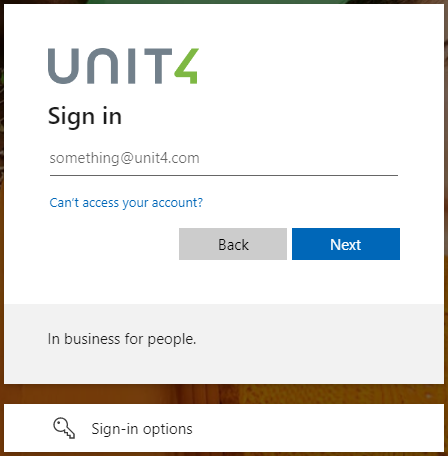 UNIT4
Sign in
something@unit4.com
Can't access your account?
Back Next
In business for people.
Sign-in options